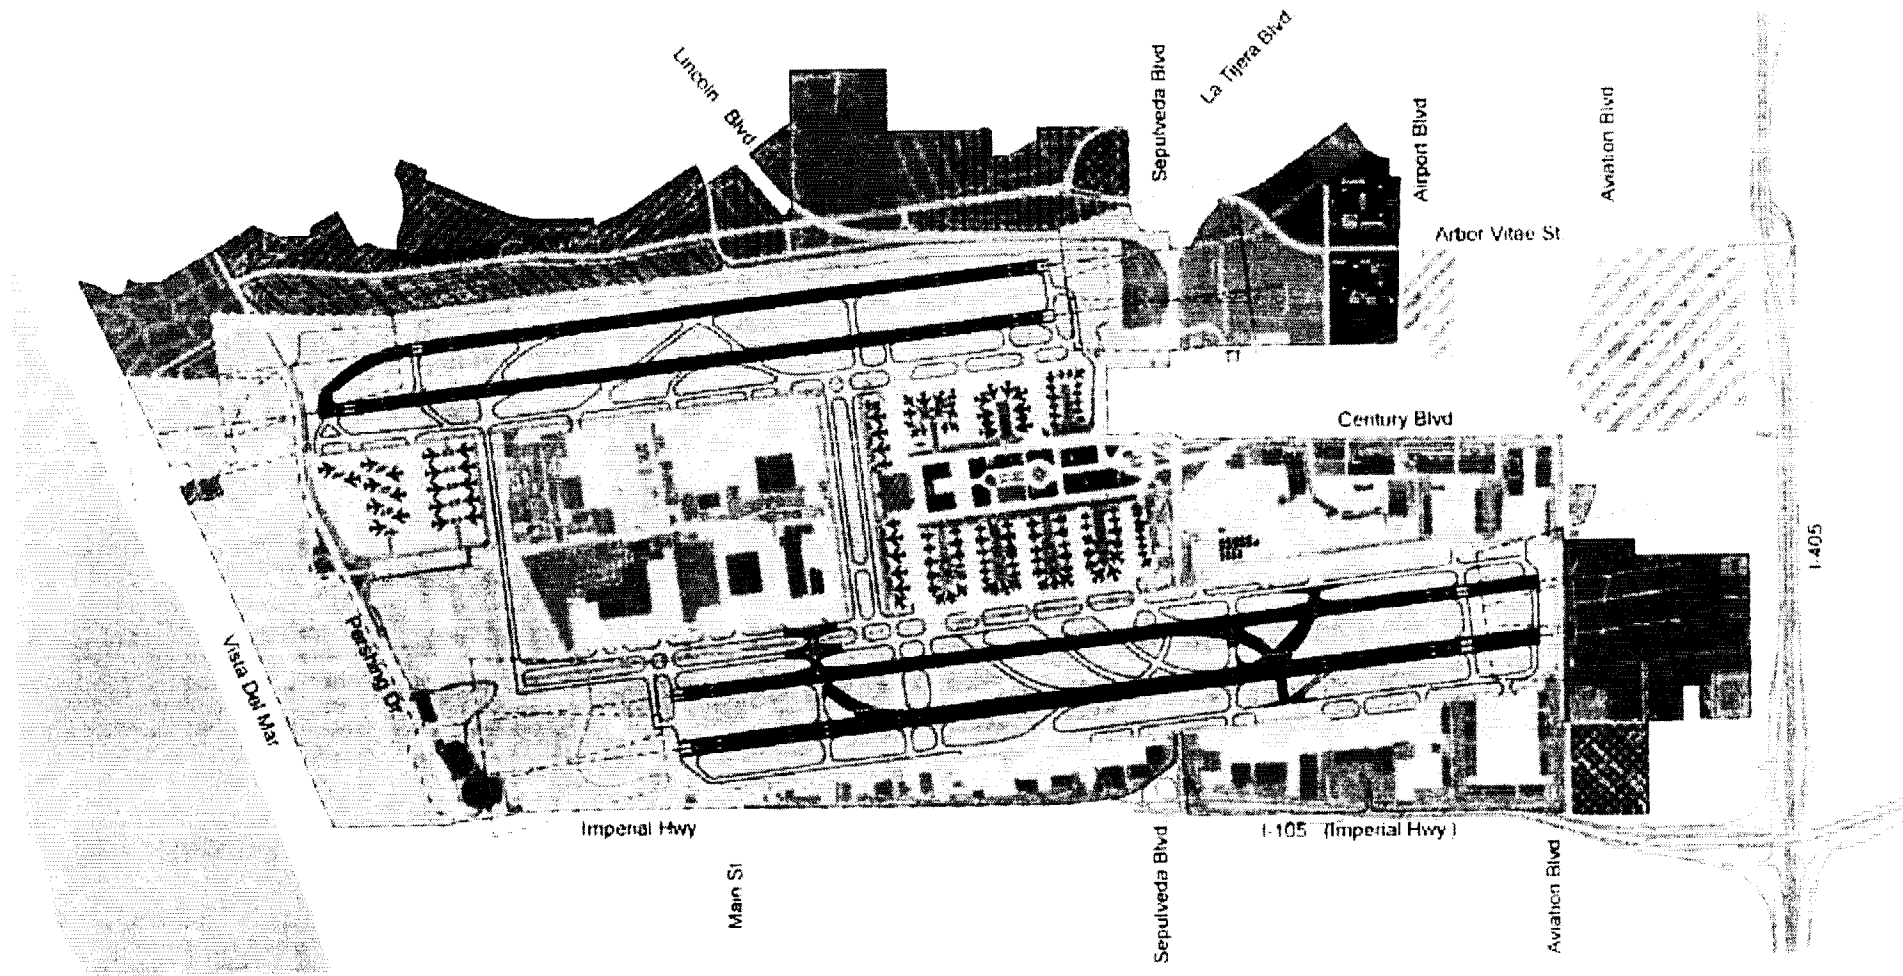 Lincoln Blvd
Sepulveda Blvd
La Tijera Blvd
Airport Blvd
Aviation Blvd
Arbor Vitae St
Century Blvd
I-405
Pershing Dr
Vista Del Mar
Imperial Hwy
I-105 (Imperial Hwy)
Main St
Sepulveda Blvd
Aviation Blvd